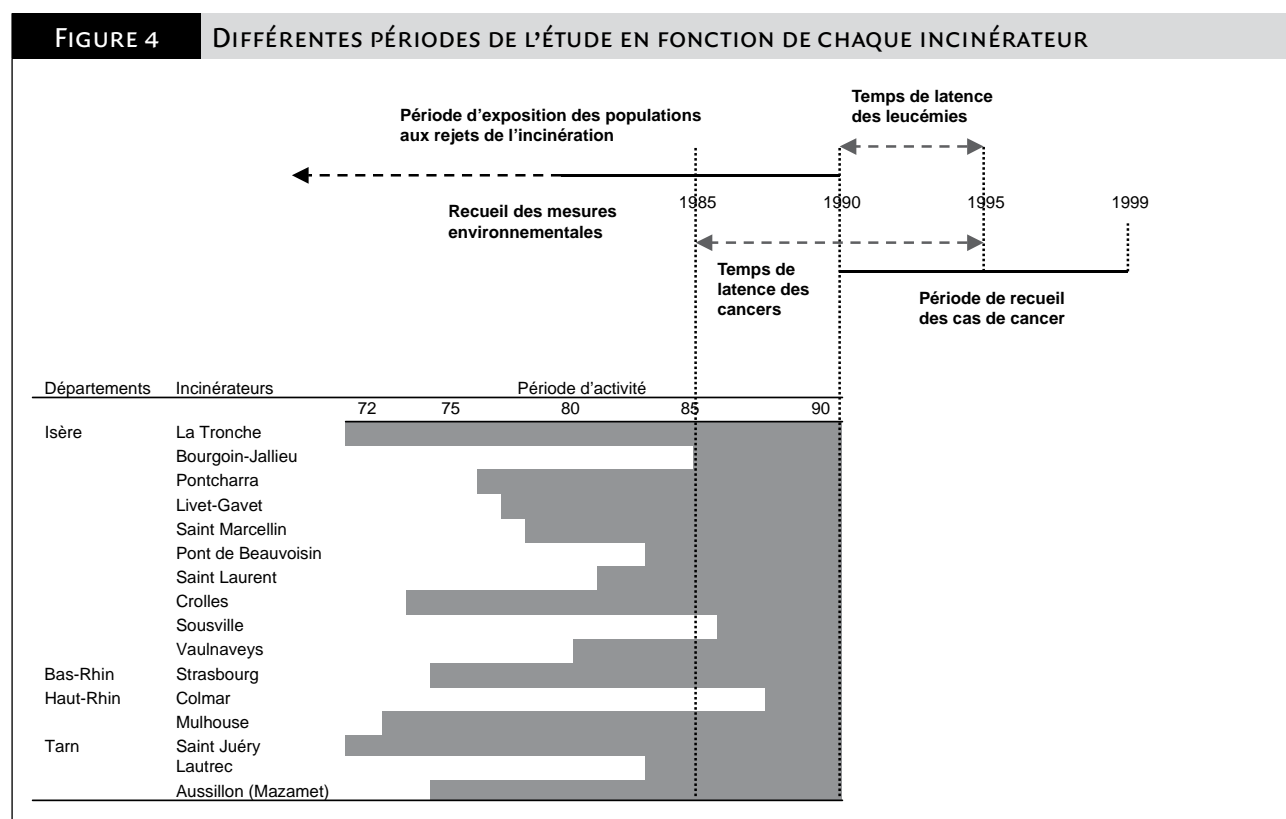 FIGURE 4 DIFFÉRENTES PÉRIODES DE L'ÉTUDE EN FONCTION DE CHAQUE INCINÉRATEUR
Temps de latence
des leucémies
Période d'exposition des populations
aux rejets de l'incinération
1985 1990 1995 1999
Recueil des mesures
environnementales
Temps de
latence des
cancers
Période de recueil
des cas de cancer
Départements Incinérateurs Période d'activité
72 75 80 85 90
Isère La Tronche
Bourgoin-Jallieu
Pontcharra
Livet-Gavet
Saint Marcellin
Pont de Beauvoisin
Saint Laurent
Crolles
Sousville
Vaulnaveys
Bas-Rhin Strasbourg
Haut-Rhin Colmar
Mulhouse
Tarn Saint Juéry
Lautrec
Aussillon (Mazamet)